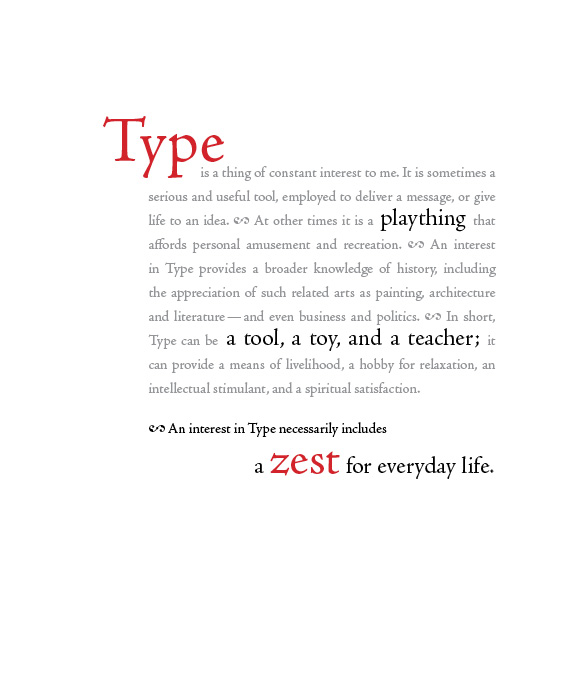 Type
is a thing of constant interest to me. It is sometimes a
serious and useful tool, employed to deliver a message, or give
life to an idea. At other times it is a plaything that
affords personal amusement and recreation. An interest
in Type provides a broader knowledge of history, including
the appreciation of such related arts as painting, architecture
and literature — and even business and politics. In short,
Type can be a tool, a toy, and a teacher; it
can provide a means of livelihood, a hobby for relaxation, an
intellectual stimulant, and a spiritual satisfaction.
An interest in Type necessarily includes
a zest for everyday life.